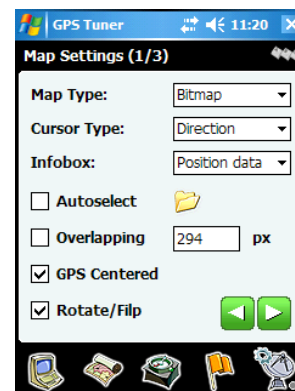 GPS Tuner 11:20
Map Settings (1/3)
Map Type: Bitmap
Cursor Type: Direction
Infobox: Position data
Autoselect
Overlapping 294 px
GPS Centered
Rotate/Filp